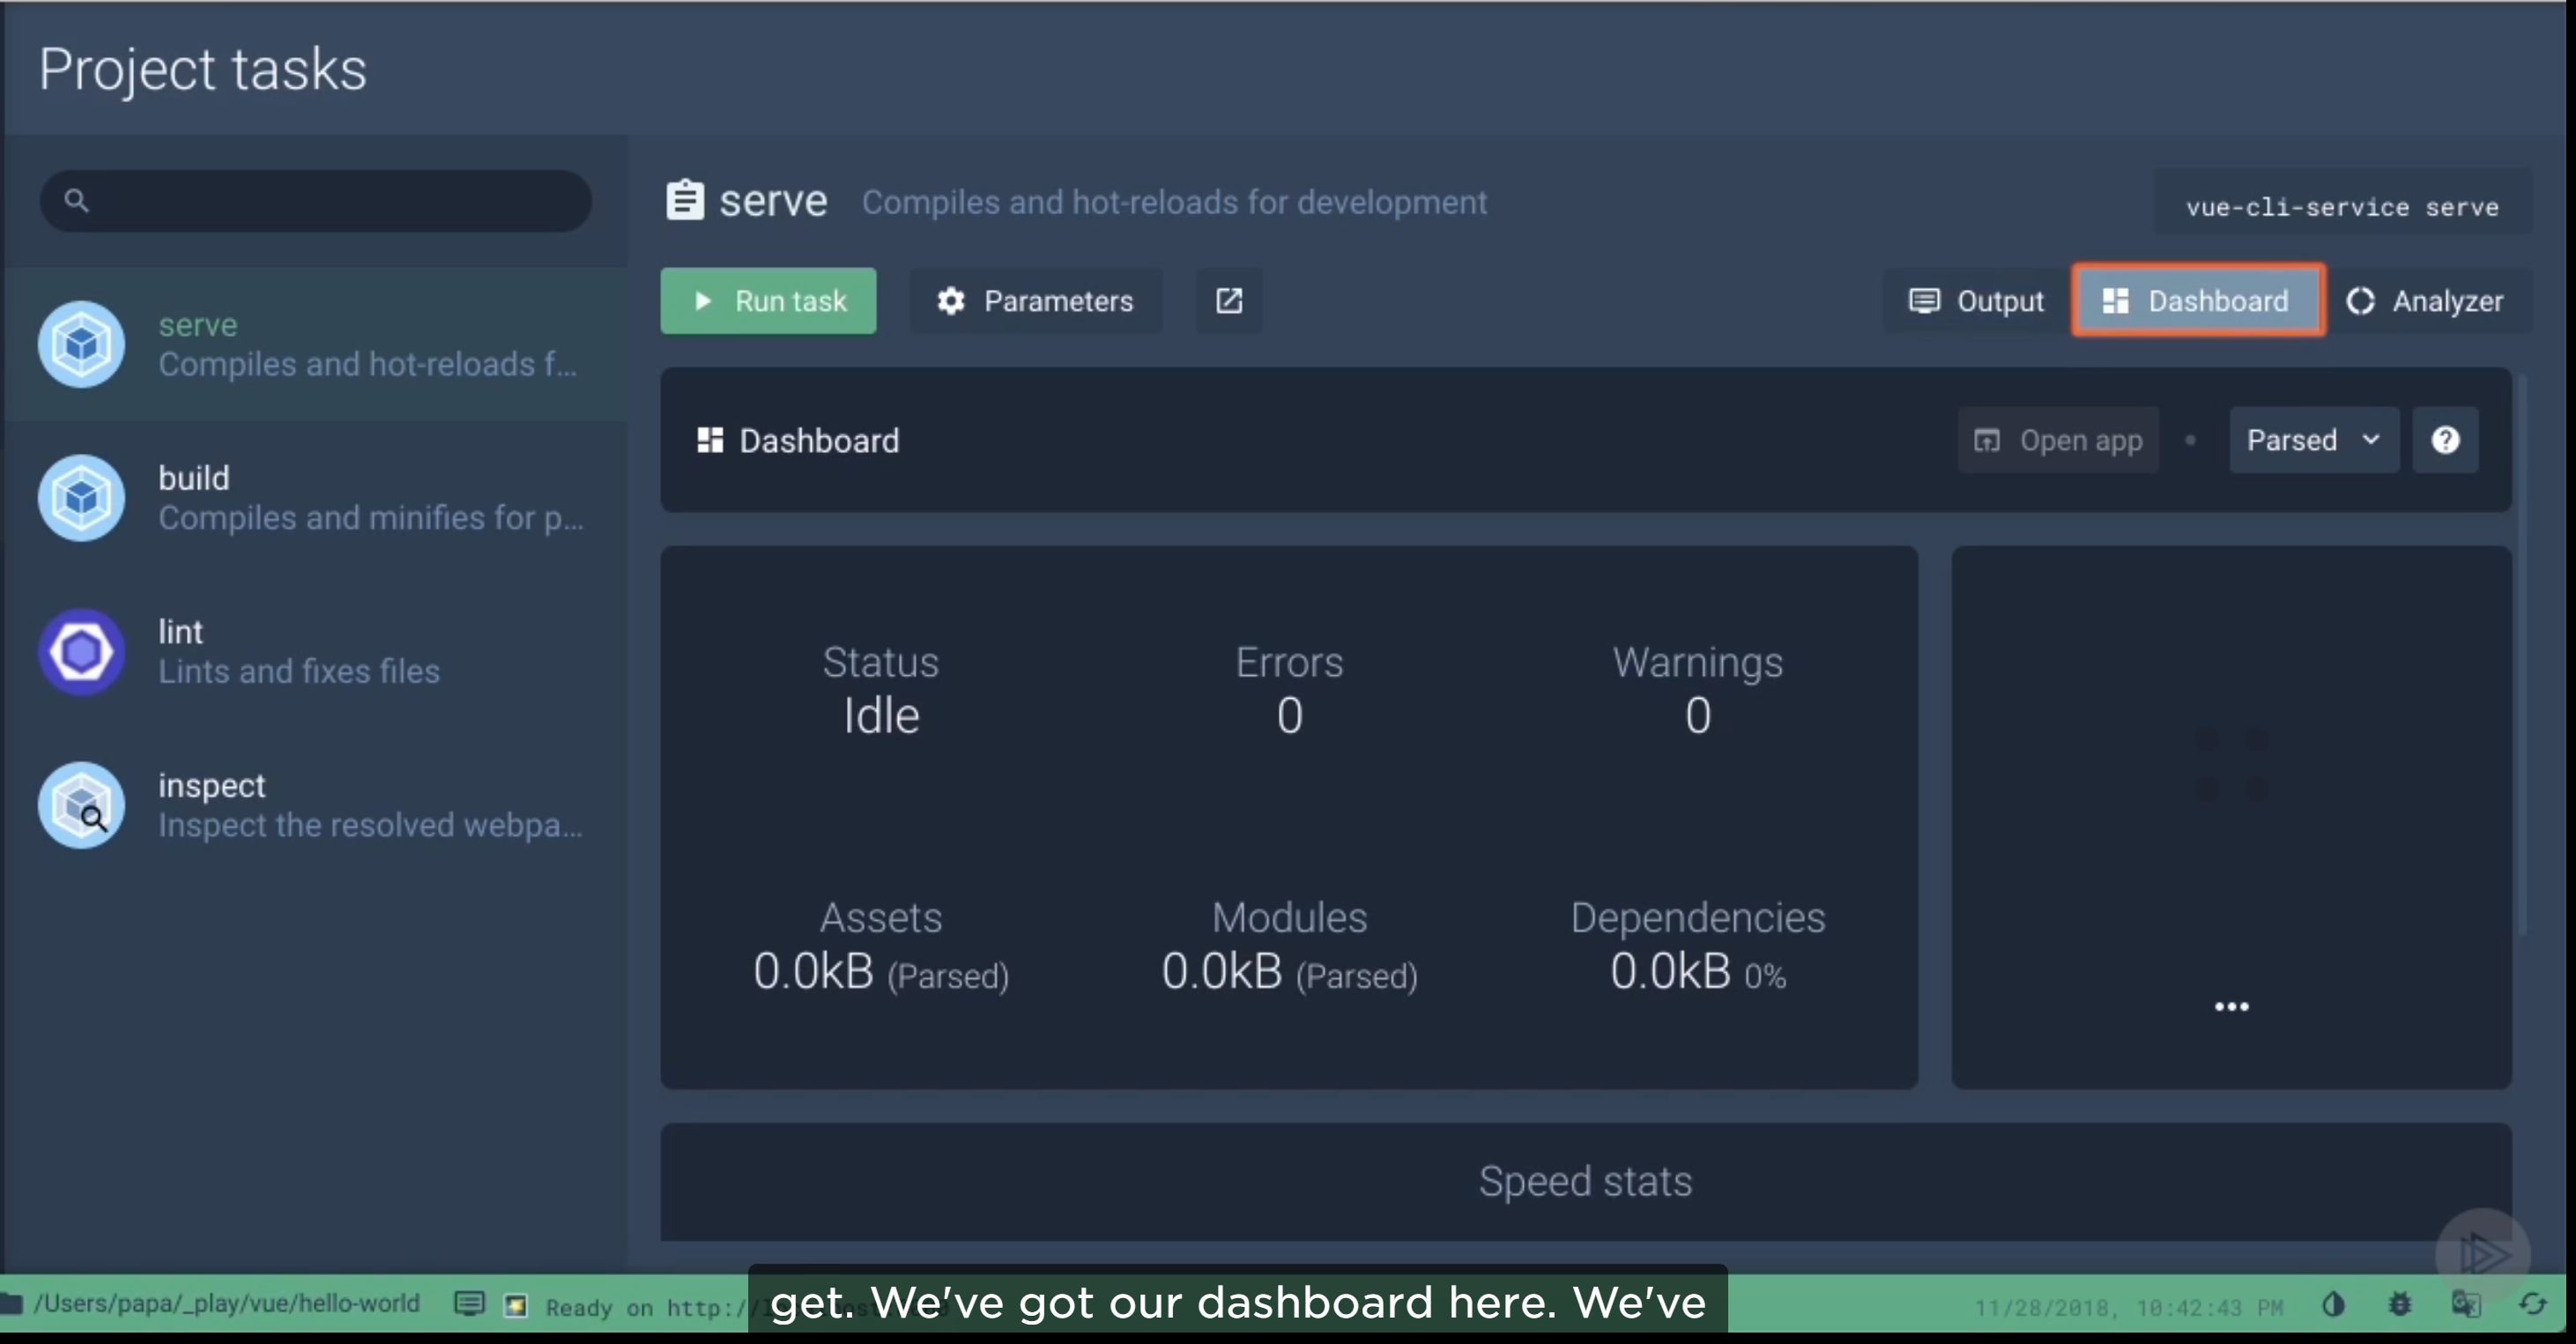 Project tasks
serve
Compiles and hot-reloads f...
build
Compiles and minifies for p...
lint
Lints and fixes files
inspect
Inspect the resolved webpa...
serve Compiles and hot-reloads for development
vue-cli-service serve
Run task Parameters
Output Dashboard Analyzer
Dashboard
Open app Parsed
Status Errors Warnings
Idle 0 0
Assets Modules Dependencies
0.0kB (Parsed) 0.0kB (Parsed) 0.0kB 0%
Speed stats
/Users/papa/_play/vue/hello-world Ready on http:/ 11/28/2018, 10:42:43 PM
get. We've got our dashboard here. We've